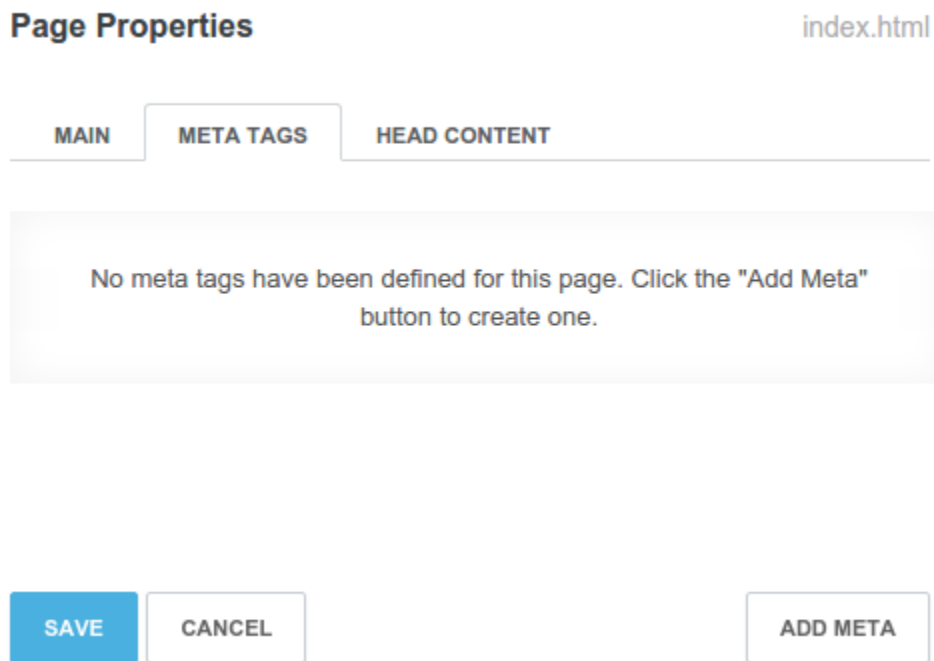 Page Properties
index.html
MAIN
META TAGS
HEAD CONTENT
No meta tags have been defined for this page. Click the "Add Meta"
button to create one.
SAVE
CANCEL
ADD META